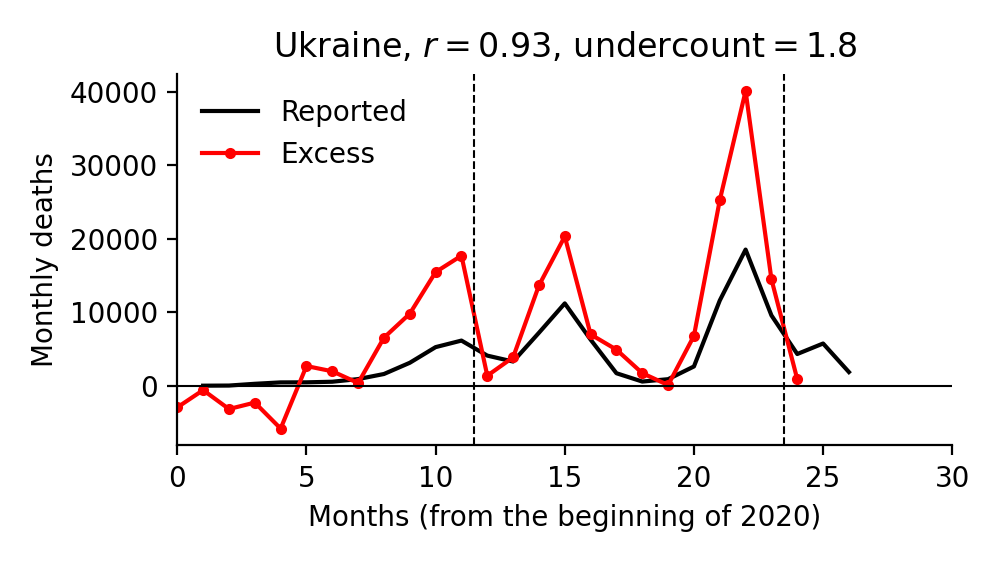 Ukraine, r = 0.93, undercount = 1.8
Reported
Excess
Monthly deaths
40000
30000
20000
10000
0
0 5 10 15 20 25 30
Months (from the beginning of 2020)